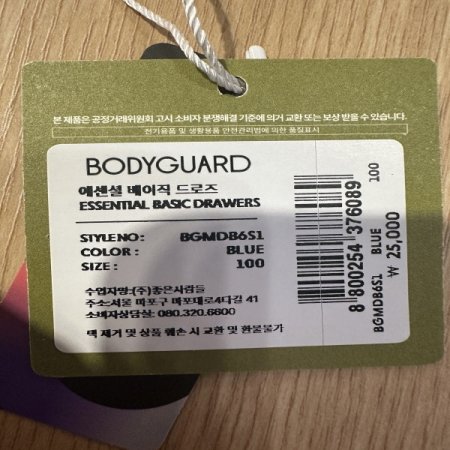 본 제품은 공정거래위원회 고시 소비자 분쟁해결 기준에 의거 교환 또는 보상 받을 수 있습니다.
전기용품 및 생활용품 안전관리법에 의한 품질표시
BODYGUARD
에센셜 베이직 드로즈
ESSENTIAL BASIC DRAWERS
STYLE NO : BGMDB6S1
COLOR : BLUE
SIZE : 100
수입자명:(주)좋은사람들
주소:서울 마포구 마포대로4다길 41
소비자상담실: 080.320.6600
택 제거 및 상품 훼손 시 교환 및 환불불가
8 800254 376089
BGMDB6S1 BLUE 100
₩ 25,000